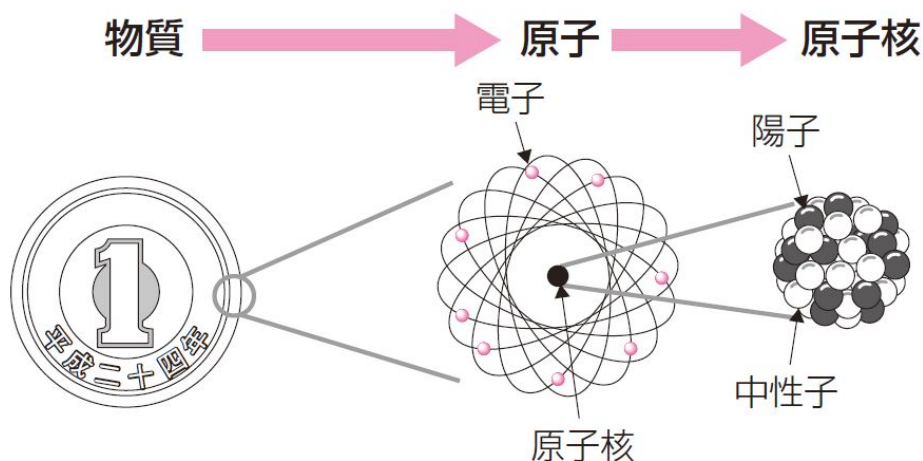 物質 原子 原子核
電子
陽子
1
平成二十四年
中性子
原子核